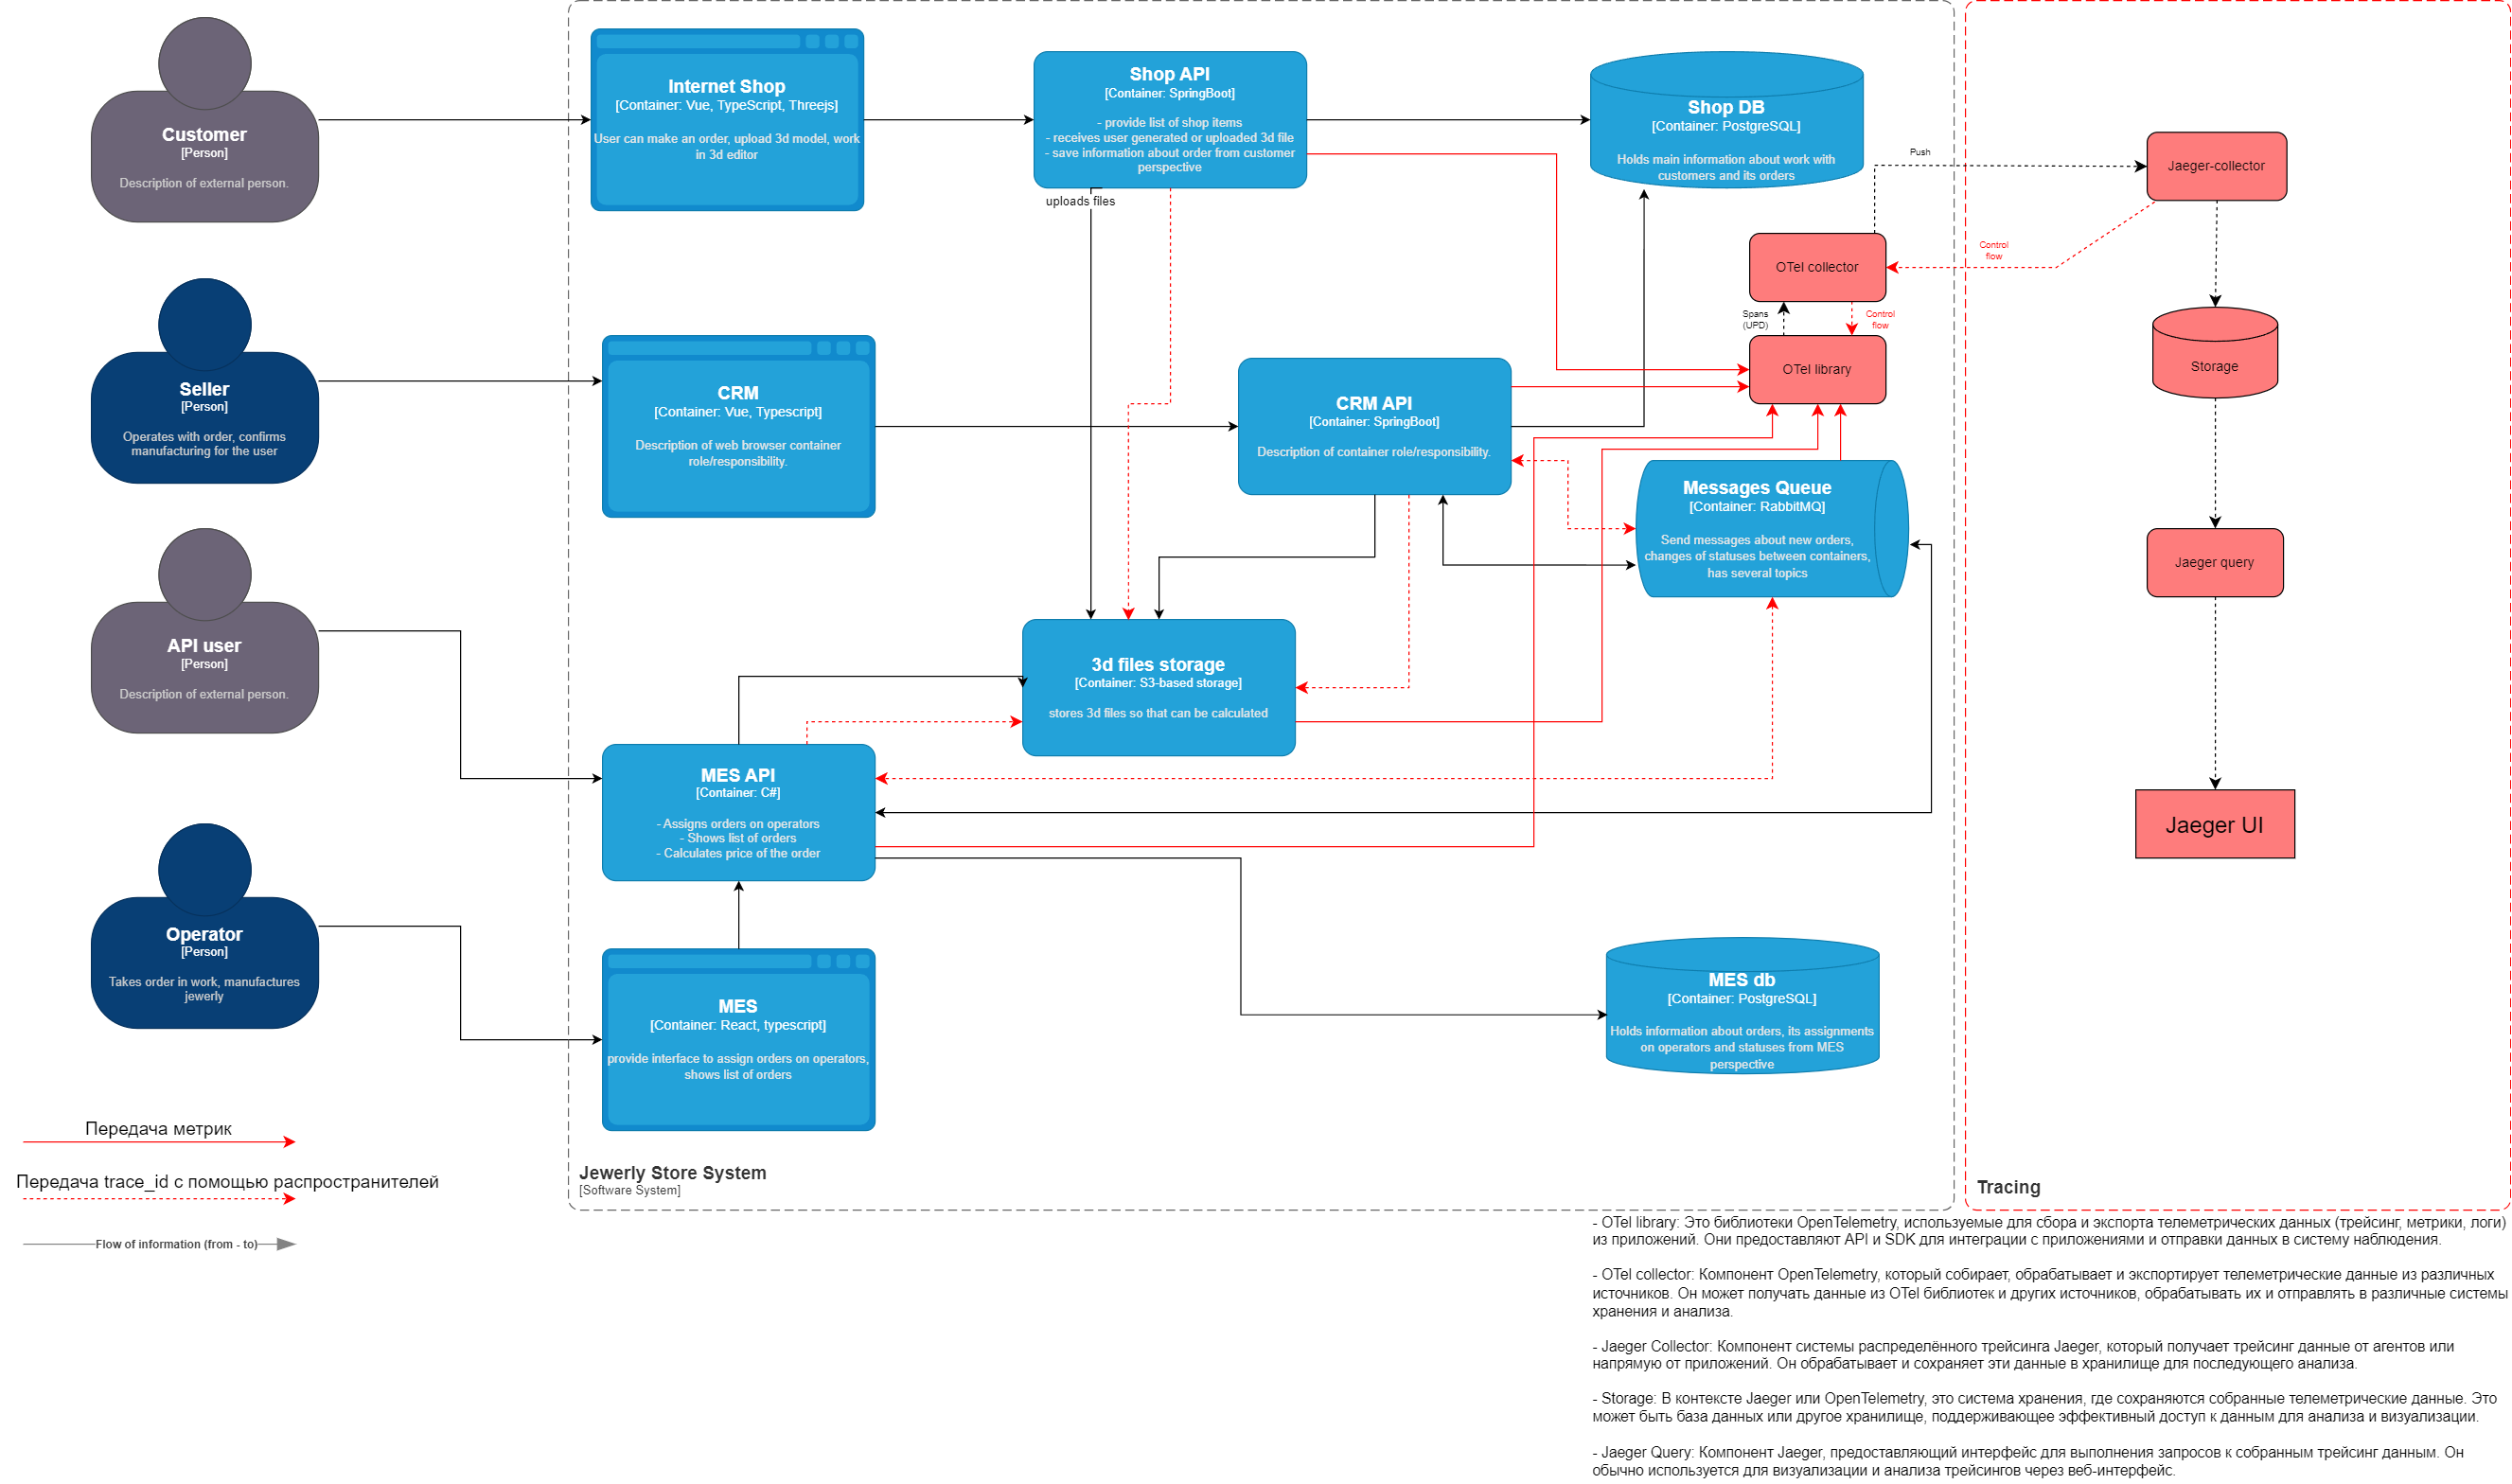 Customer
[Person]
Description of external person.
Seller
[Person]
Operates with order, confirms
manufacturing for the user
API user
[Person]
Description of external person.
Operator
[Person]
Takes order in work, manufactures
jewerly
Передача метрик
Передача trace_id с помощью распространителей
Flow of information (from - to)
Internet Shop
[Container: Vue, TypeScript, Threejs]
User can make an order, upload 3d model, work
in 3d editor
Shop API
[Container: SpringBoot]
- provide list of shop items
- receives user generated or uploaded 3d file
- save information about order from customer
perspective
uploads files
Shop DB
[Container: PostgreSQL]
Holds main information about work with
customers and its orders
OTel collector
Spans
(UPD)
Control
flow
OTel library
CRM
[Container: Vue, Typescript]
Description of web browser container
role/responsibility.
CRM API
[Container: SpringBoot]
Description of container role/responsibility.
Messages Queue
[Container: RabbitMQ]
Send messages about new orders,
changes of statuses between containers,
has several topics
3d files storage
[Container: S3-based storage]
stores 3d files so that can be calculated
MES API
[Container: C#]
- Assigns orders on operators
- Shows list of orders
- Calculates price of the order
MES
[Container: React, typescript]
provide interface to assign orders on operators,
shows list of orders
MES db
[Container: PostgreSQL]
Holds information about orders, its assignments
on operators and statuses from MES
perspective
Jewerly Store System
[Software System]
Push
Control
flow
Jaeger-collector
Storage
Jaeger query
Jaeger UI
Tracing
- OTel library: Это библиотеки OpenTelemetry, используемые для сбора и экспорта телеметрических данных (трейсинг, метрики, логи)
из приложений. Они предоставляют API и SDK для интеграции с приложениями и отправки данных в систему наблюдения.
- OTel collector: Компонент OpenTelemetry, который собирает, обрабатывает и экспортирует телеметрические данные из различных
источников. Он может получать данные из OTel библиотек и других источников, обрабатывать их и отправлять в различные системы
хранения и анализа.
- Jaeger Collector: Компонент системы распределённого трейсинга Jaeger, который получает трейсинг данные от агентов или
напрямую от приложений. Он обрабатывает и сохраняет эти данные в хранилище для последующего анализа.
- Storage: В контексте Jaeger или OpenTelemetry, это система хранения, где сохраняются собранные телеметрические данные. Это
может быть база данных или другое хранилище, поддерживающее эффективный доступ к данным для анализа и визуализации.
- Jaeger Query: Компонент Jaeger, предоставляющий интерфейс для выполнения запросов к собранным трейсинг данным. Он
обычно используется для визуализации и анализа трейсингов через веб-интерфейс.